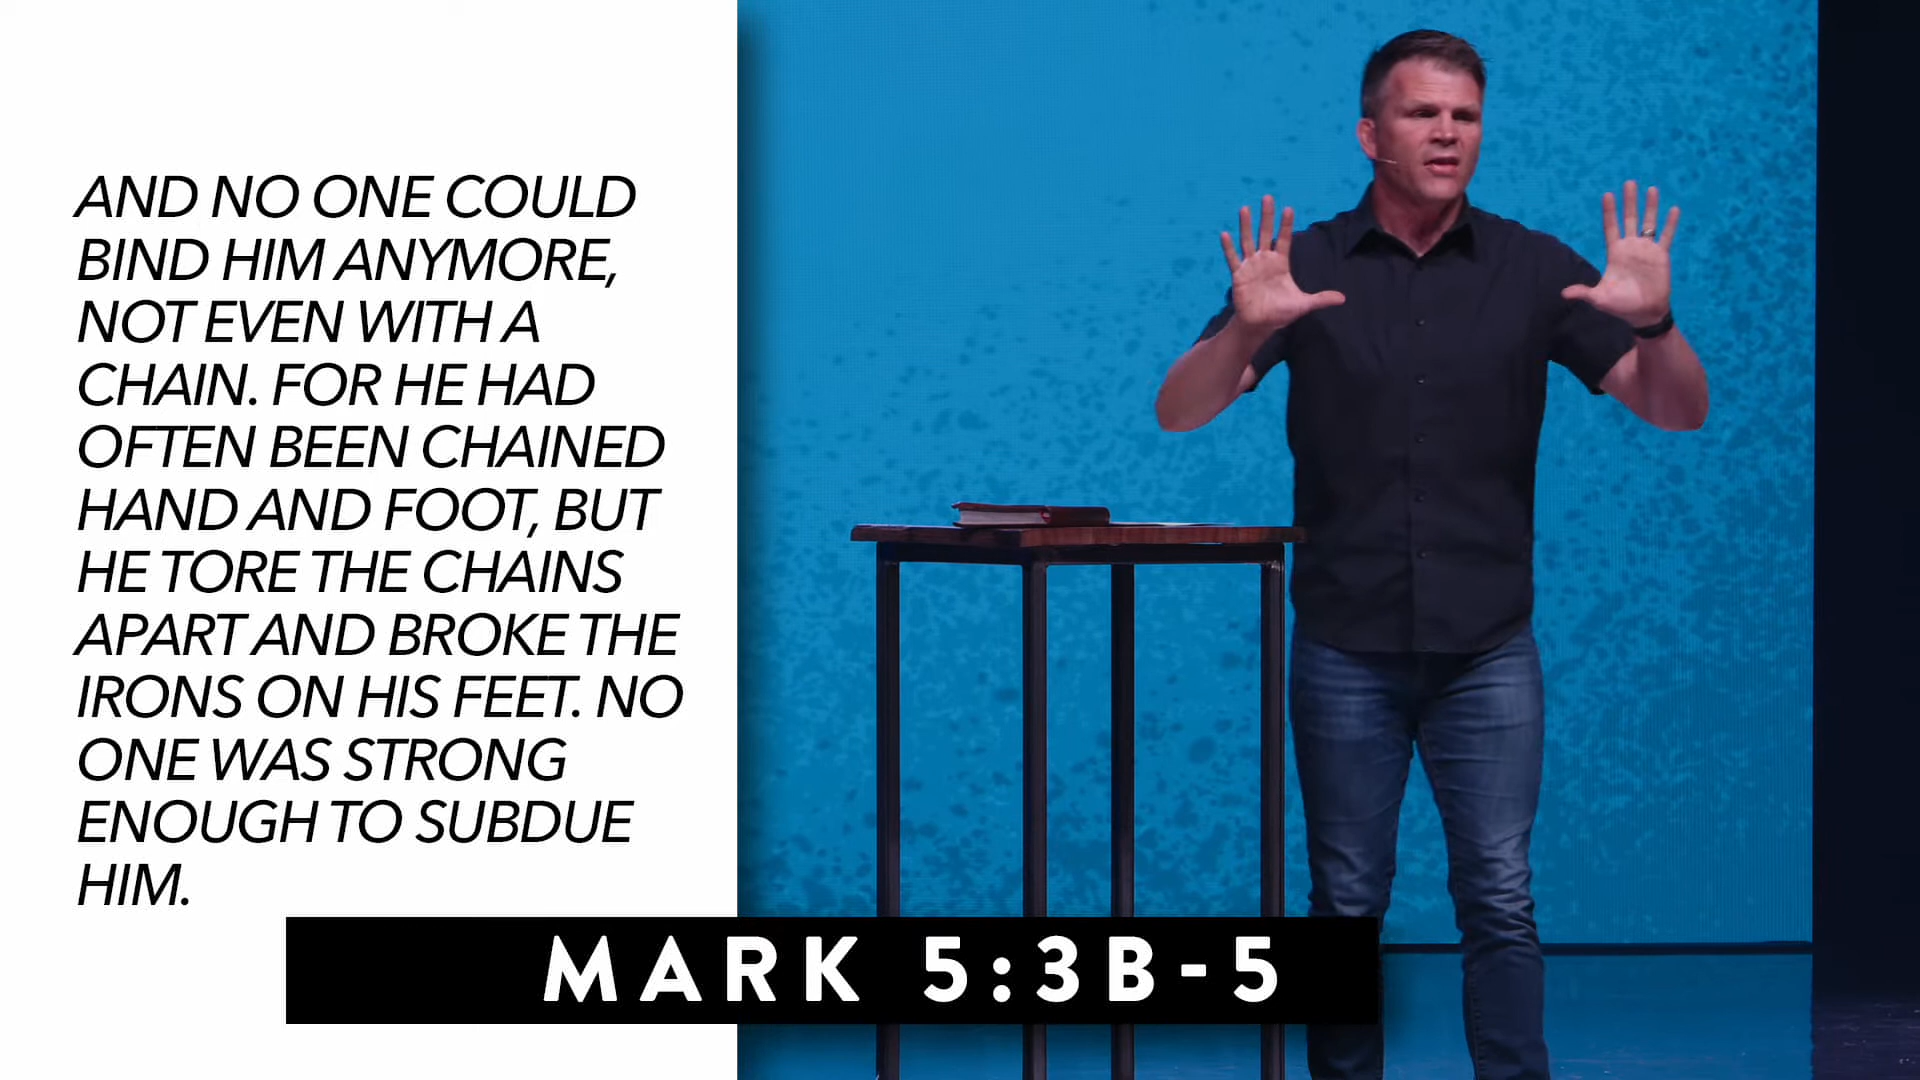 AND NO ONE COULD
BIND HIM ANYMORE,
NOT EVEN WITH A
CHAIN. FOR HE HAD
OFTEN BEEN CHAINED
HAND AND FOOT, BUT
HE TORE THE CHAINS
APART AND BROKE THE
IRONS ON HIS FEET. NO
ONE WAS STRONG
ENOUGH TO SUBDUE
HIM.
MARK 5:3B-5